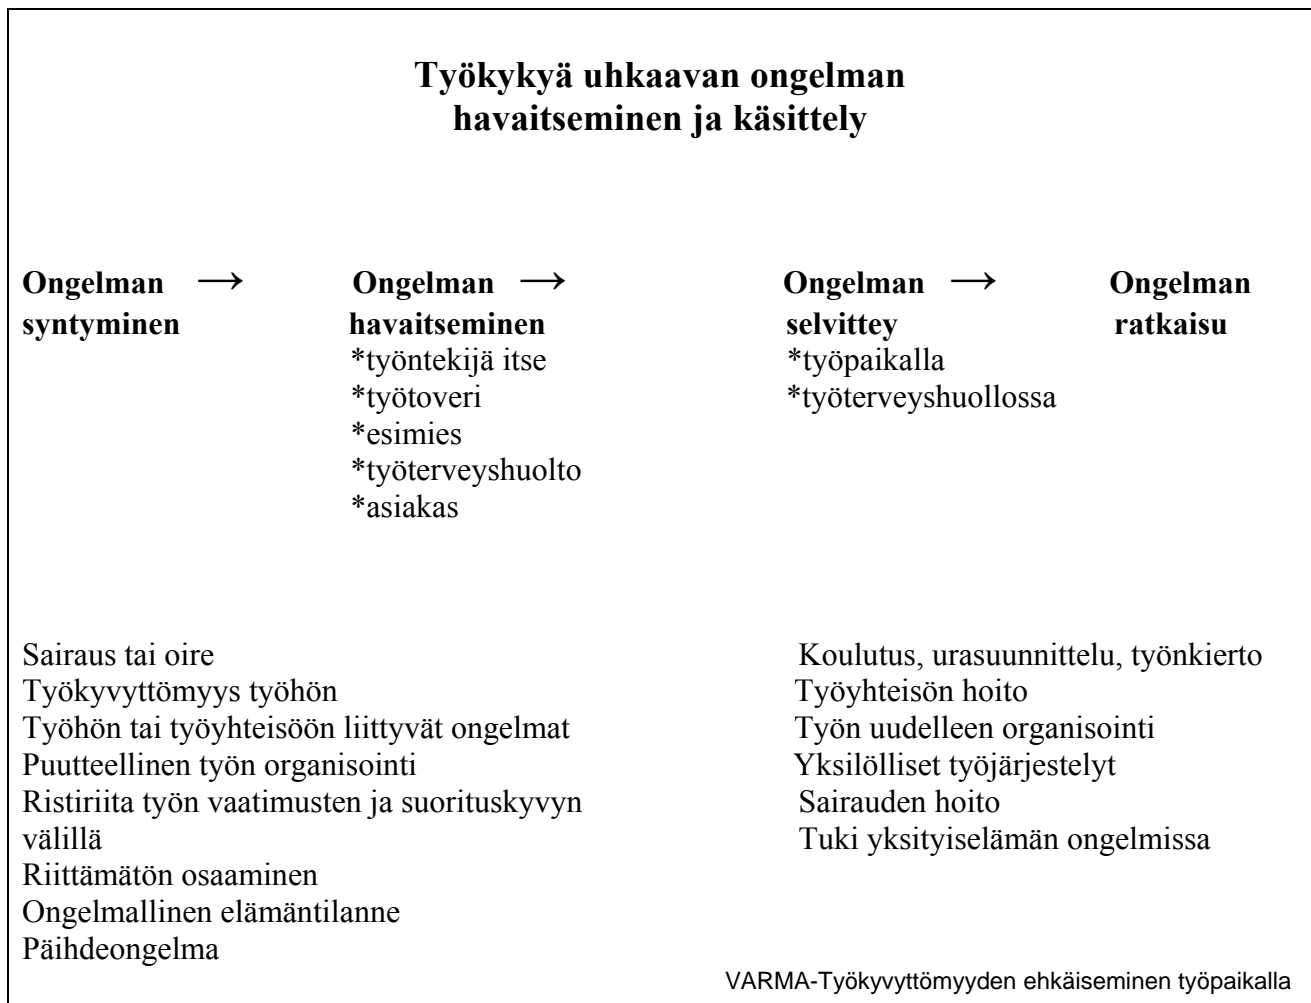 Työkykyä uhkaavan ongelman
havaitseminen ja käsittely
Ongelman → Ongelman → Ongelman → Ongelman
syntyminen havaitseminen selvittey ratkaisu
*työntekijä itse *työpaikalla
*työtoveri *työterveyshuollossa
*esimies
*työterveyshuolto
*asiakas
Sairaus tai oire Koulutus, urasuunnittelu, työnkierto
Työkyvyttömyys työhön Työyhteisön hoito
Työhön tai työyhteisöön liittyvät ongelmat Työn uudelleen organisointi
Puutteellinen työn organisointi Yksilölliset työjärjestelyt
Ristiriita työn vaatimusten ja suorituskyvyn Sairauden hoito
välillä Tuki yksityiselämän ongelmissa
Riittämätön osaaminen
Ongelmallinen elämäntilanne
Päihdeongelma
VARMA-Työkyvyttömyyden ehkäiseminen työpaikalla